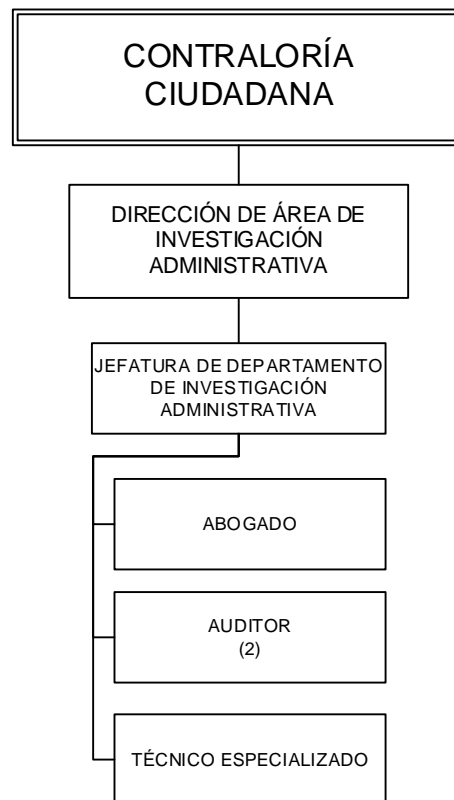 CONTRALORÍA
CIUDADANA
DIRECCIÓN DE ÁREA DE
INVESTIGACIÓN
ADMINISTRATIVA
JEFATURA DE DEPARTAMENTO
DE INVESTIGACIÓN
ADMINISTRATIVA
ABOGADO
AUDITOR
(2)
TÉCNICO ESPECIALIZADO